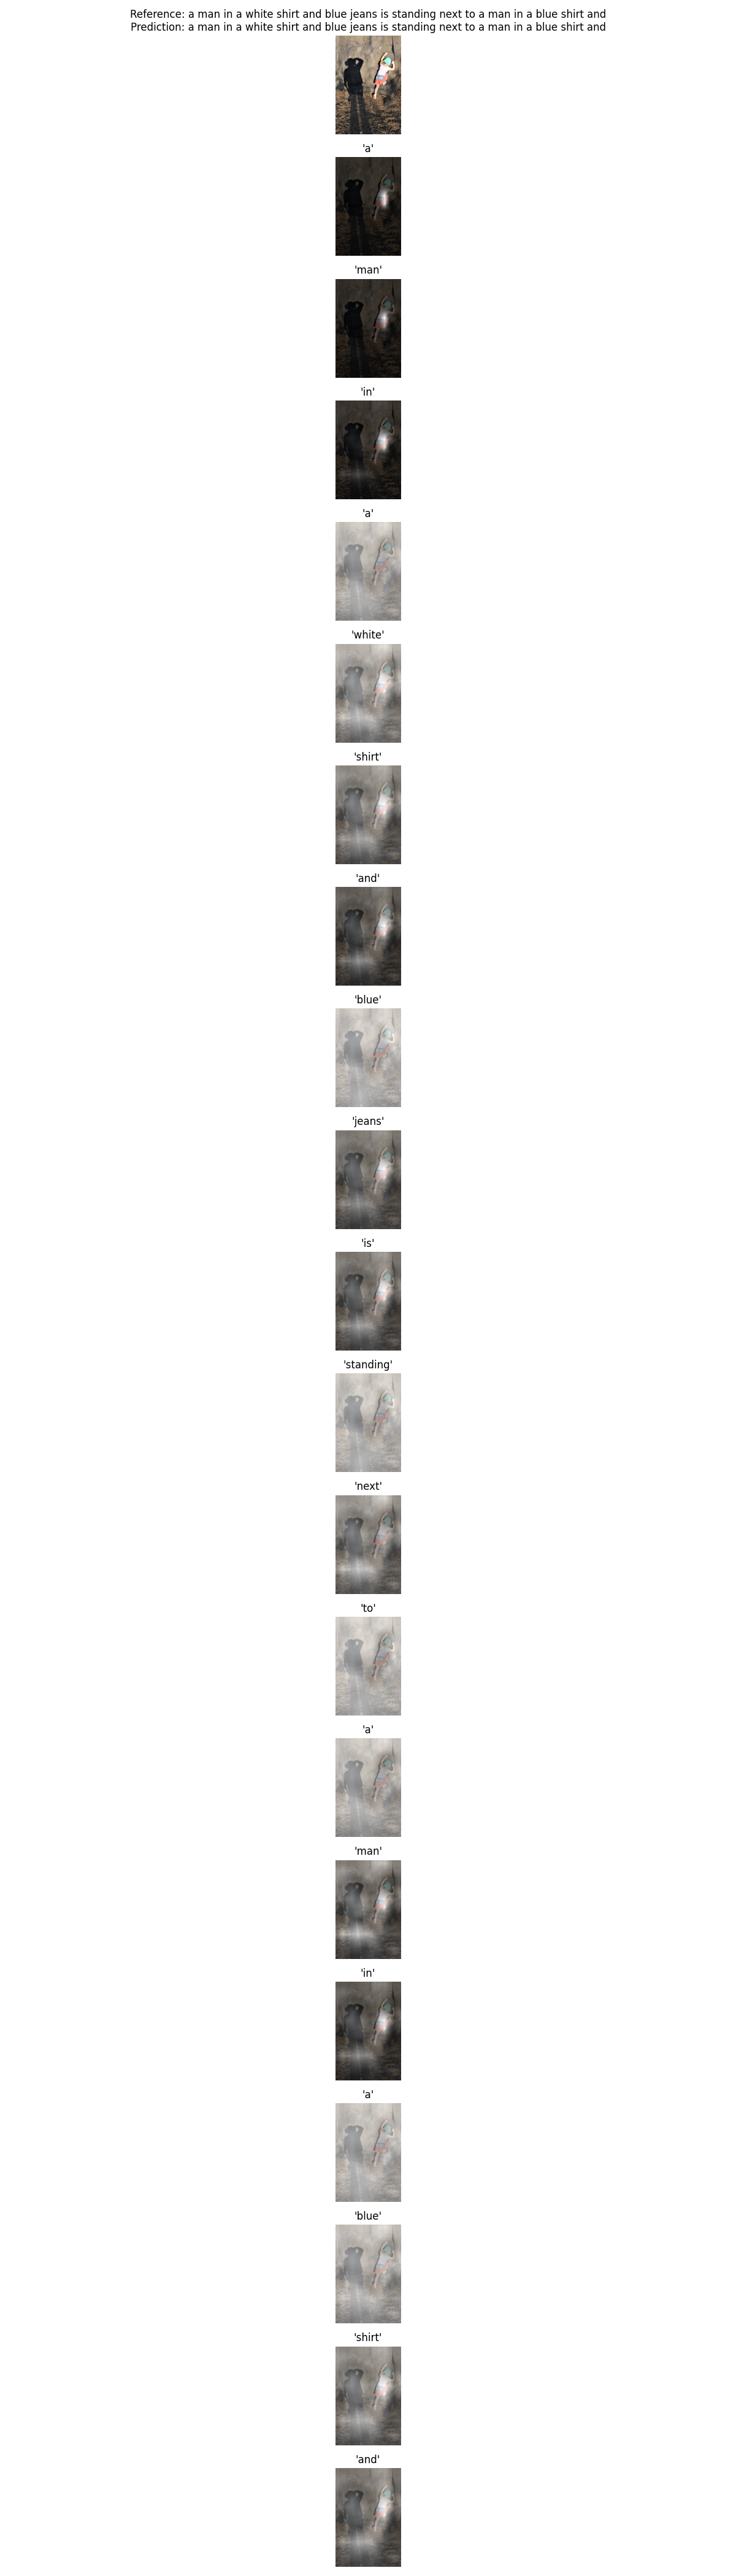 Reference: a man in a white shirt and blue jeans is standing next to a man in a blue shirt and
Prediction: a man in a white shirt and blue jeans is standing next to a man in a blue shirt and
'a'
'man'
'in'
'a'
'white'
'shirt'
'and'
'blue'
'jeans'
'is'
'standing'
'next'
'to'
'a'
'man'
'in'
'a'
'blue'
'shirt'
'and'